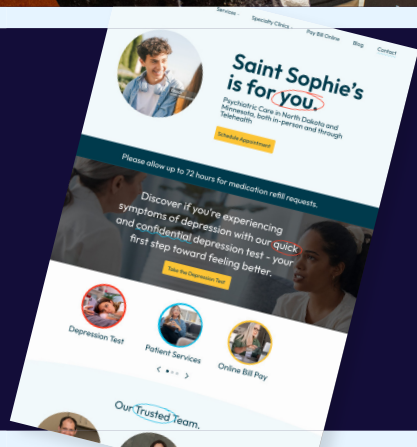 Services
Specialty Clinics
Pay Bill Online
Blog
Contact
Saint Sophie's
is for you.
Psychiatric Care in North Dakota and
Minnesota, both in-person and through
Telehealth
Schedule Appointment
Please allow up to 72 hours for medication refill requests.
Discover if you're experiencing
symptoms of depression with our quick
and confidential depression test - your
first step toward feeling better.
Take the Depression Test
Depression Test
Patient Services
Online Bill Pay
Our Trusted Team.